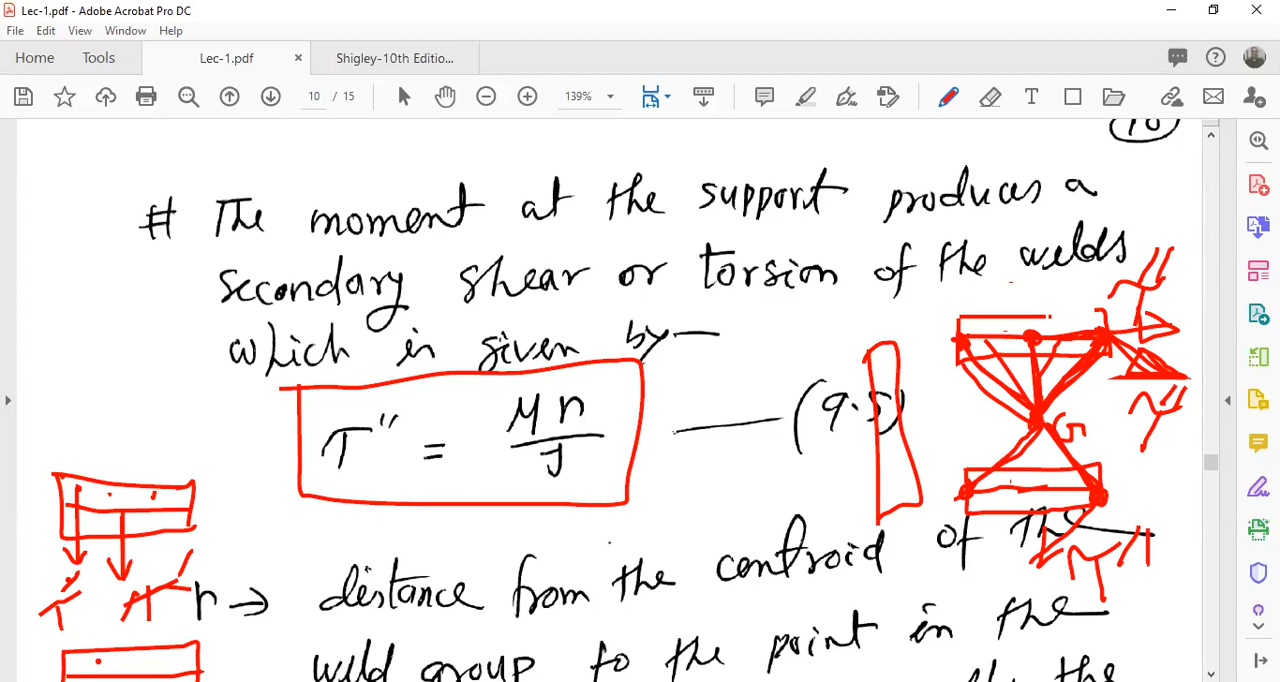 Lec-1.pdf - Adobe Acrobat Pro DC
File Edit View Window Help
Home Tools Lec-1.pdf × Shigley-10th Editio...
10 / 15 139%
10
# The moment at the support produces a
secondary shear or torsion of the welds
which is given by —
τ" = Mr/J — (9.5)
τ"
G
τ"
τ"
τ'
r → distance from the centroid of the
weld group to the point in the